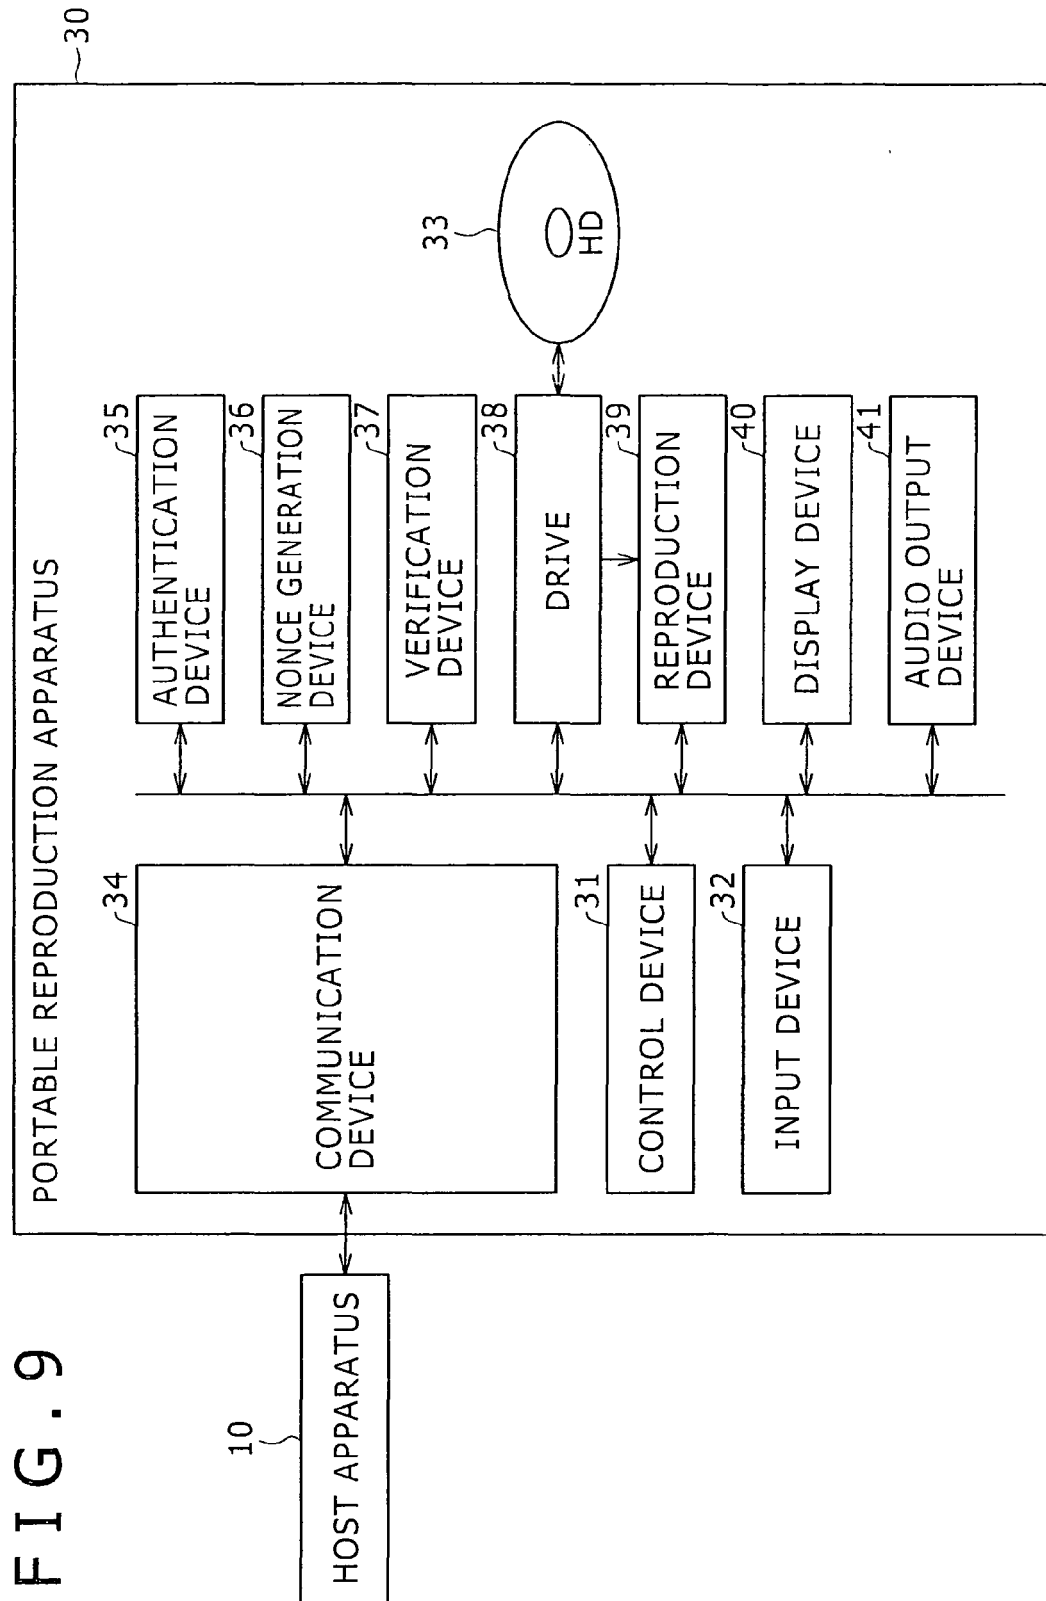 FIG.9
PORTABLE REPRODUCTION APPARATUS
30
10
HOST APPARATUS
34
COMMUNICATION
DEVICE
31
CONTROL DEVICE
32
INPUT DEVICE
35
AUTHENTICATION
DEVICE
36
NONCE GENERATION
DEVICE
37
VERIFICATION
DEVICE
38
DRIVE
33
HD
39
REPRODUCTION
DEVICE
40
DISPLAY DEVICE
41
AUDIO OUTPUT
DEVICE